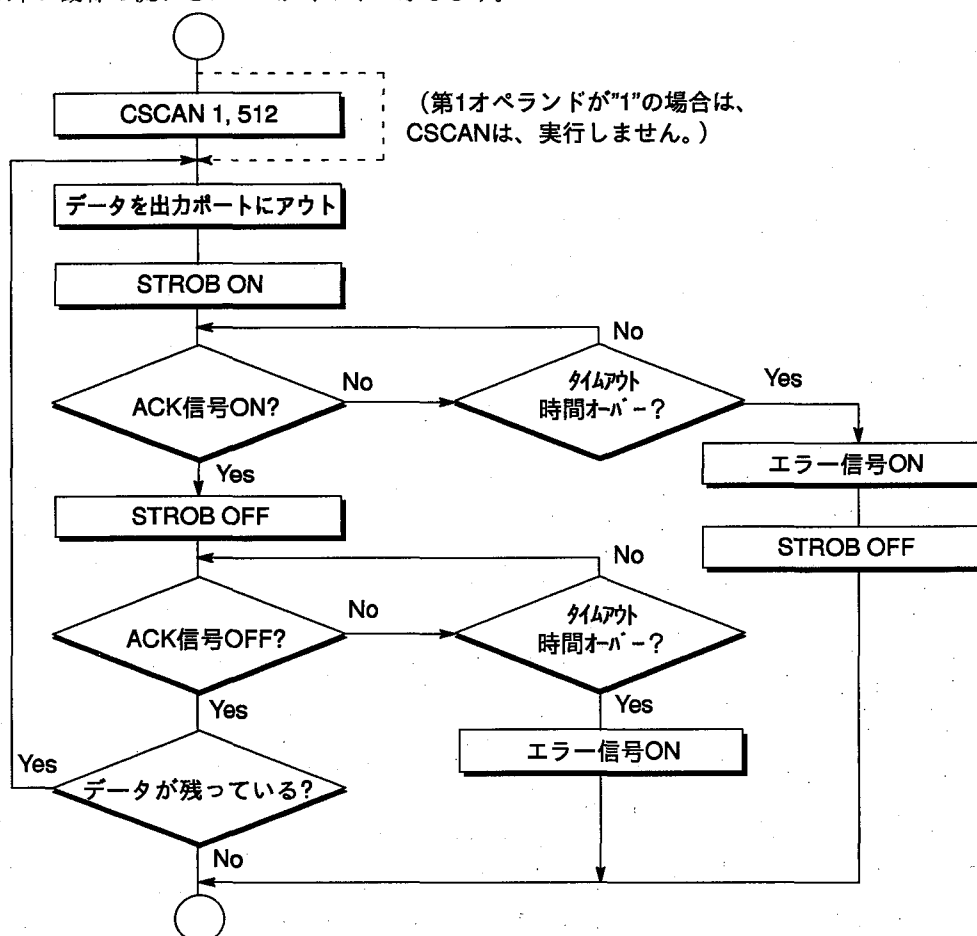 CSCAN 1, 512
（第1オペランドが"1"の場合は、
CSCANは、実行しません。）
データを出力ポートにアウト
STROB ON
No
ACK信号ON?
No
タイムアウト
時間オーバー?
Yes
エラー信号ON
Yes
STROB OFF
STROB OFF
No
ACK信号OFF?
No
タイムアウト
時間オーバー?
Yes
Yes
エラー信号ON
Yes
データが残っている?
No